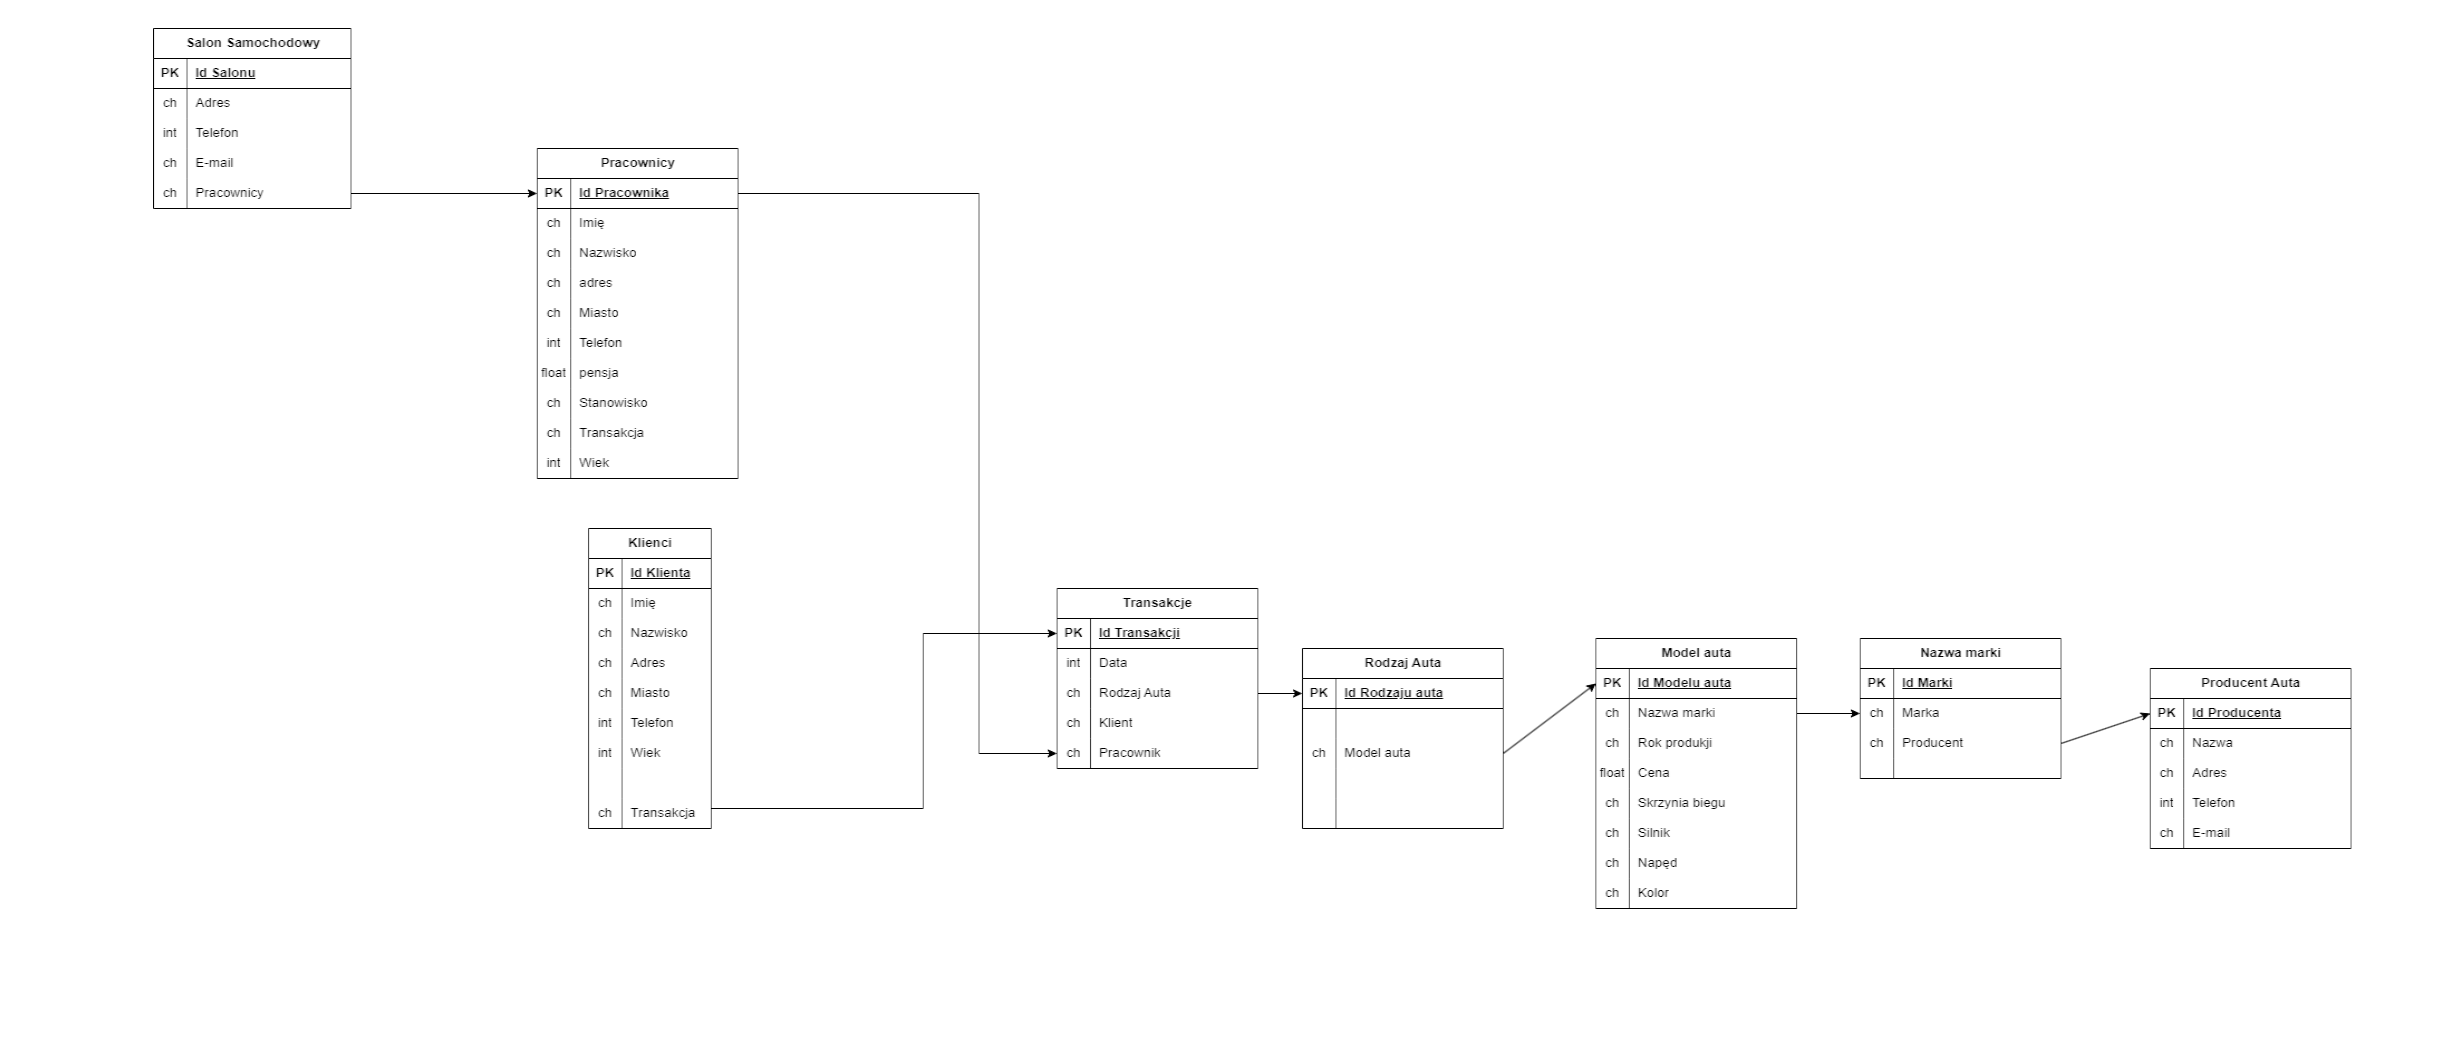 Salon Samochodowy
PK Id Salonu
ch Adres
int Telefon
ch E-mail
ch Pracownicy
Pracownicy
PK Id Pracownika
ch Imię
ch Nazwisko
ch adres
ch Miasto
int Telefon
float pensja
ch Stanowisko
ch Transakcja
int Wiek
Klienci
PK Id Klienta
ch Imię
ch Nazwisko
ch Adres
ch Miasto
int Telefon
int Wiek
ch Transakcja
Transakcje
PK Id Transakcji
int Data
ch Rodzaj Auta
ch Klient
ch Pracownik
Rodzaj Auta
PK Id Rodzaju auta
ch Model auta
Model auta
PK Id Modelu auta
ch Nazwa marki
ch Rok produkji
float Cena
ch Skrzynia biegu
ch Silnik
ch Napęd
ch Kolor
Nazwa marki
PK Id Marki
ch Marka
ch Producent
Producent Auta
PK Id Producenta
ch Nazwa
ch Adres
int Telefon
ch E-mail